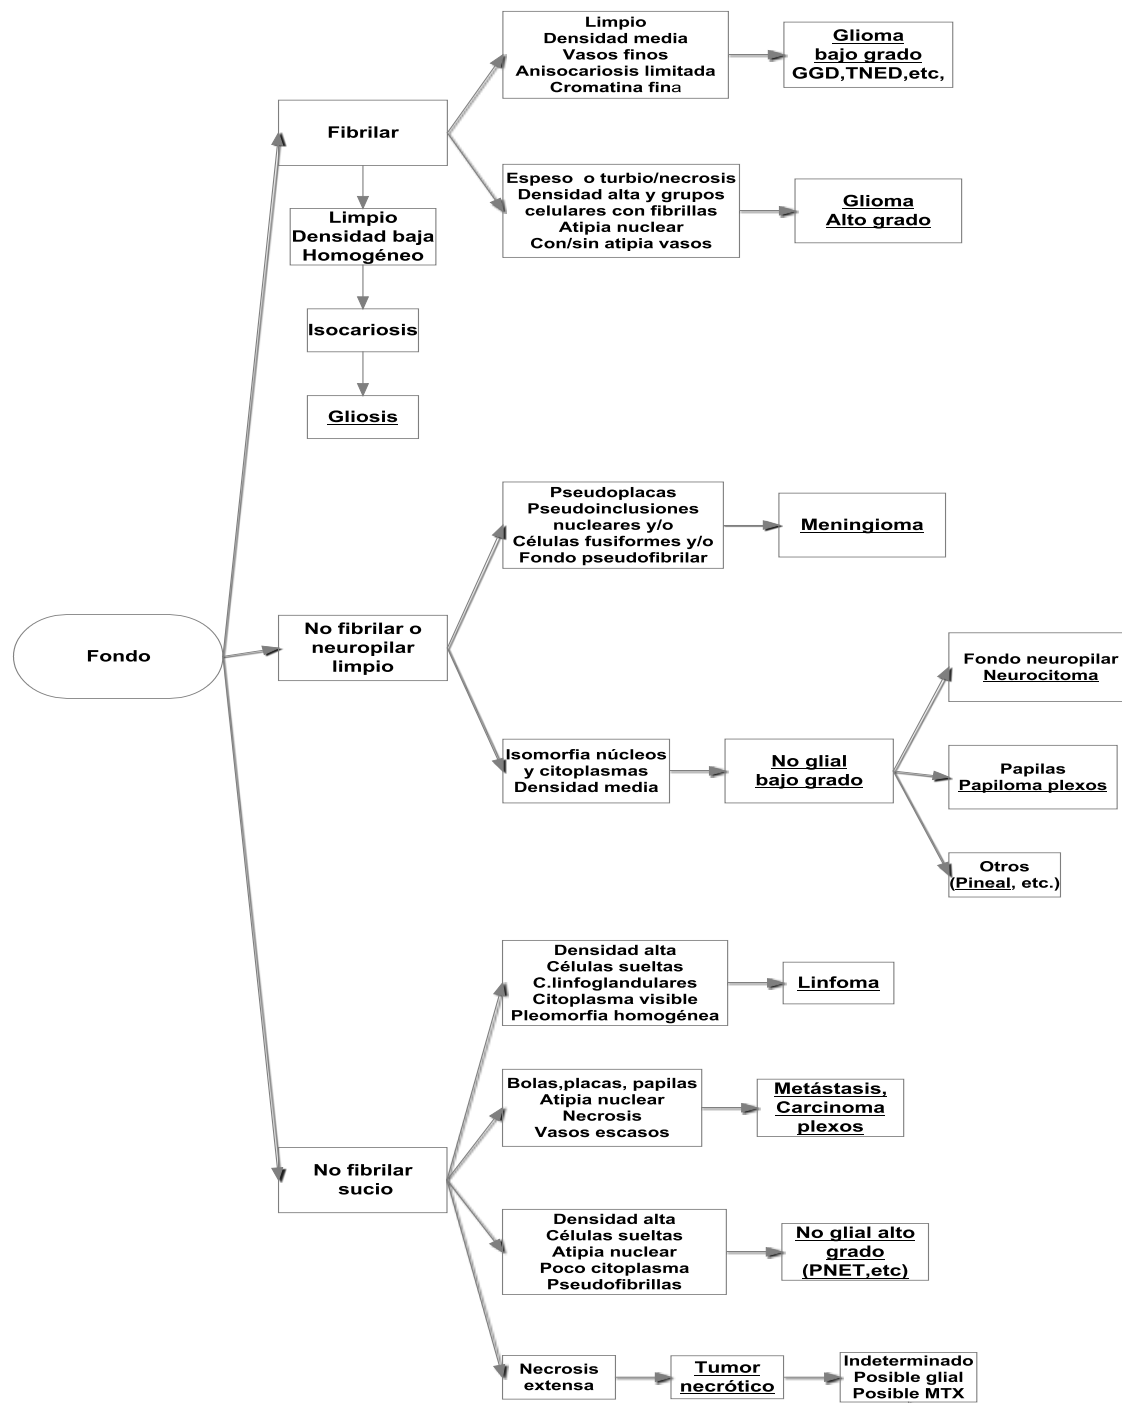 Fondo
Fibrilar
Limpio
Densidad media
Vasos finos
Anisocariosis limitada
Cromatina fina
Glioma
bajo grado
GGD,TNED,etc,
Espeso o turbio/necrosis
Densidad alta y grupos
celulares con fibrillas
Atipia nuclear
Con/sin atipia vasos
Glioma
Alto grado
Limpio
Densidad baja
Homogéneo
Isocariosis
Gliosis
No fibrilar o
neuropilar
limpio
Pseudoplacas
Pseudoinclusiones
nucleares y/o
Células fusiformes y/o
Fondo pseudofibrilar
Meningioma
Isomorfia núcleos
y citoplasmas
Densidad media
No glial
bajo grado
Fondo neuropilar
Neurocitoma
Papilas
Papiloma plexos
Otros
(Pineal, etc.)
No fibrilar
sucio
Densidad alta
Células sueltas
C.linfoglandulares
Citoplasma visible
Pleomorfia homogénea
Linfoma
Bolas,placas, papilas
Atipia nuclear
Necrosis
Vasos escasos
Metástasis,
Carcinoma
plexos
Densidad alta
Células sueltas
Atipia nuclear
Poco citoplasma
Pseudofibrillas
No glial alto
grado
(PNET,etc)
Necrosis
extensa
Tumor
necrótico
Indeterminado
Posible glial
Posible MTX